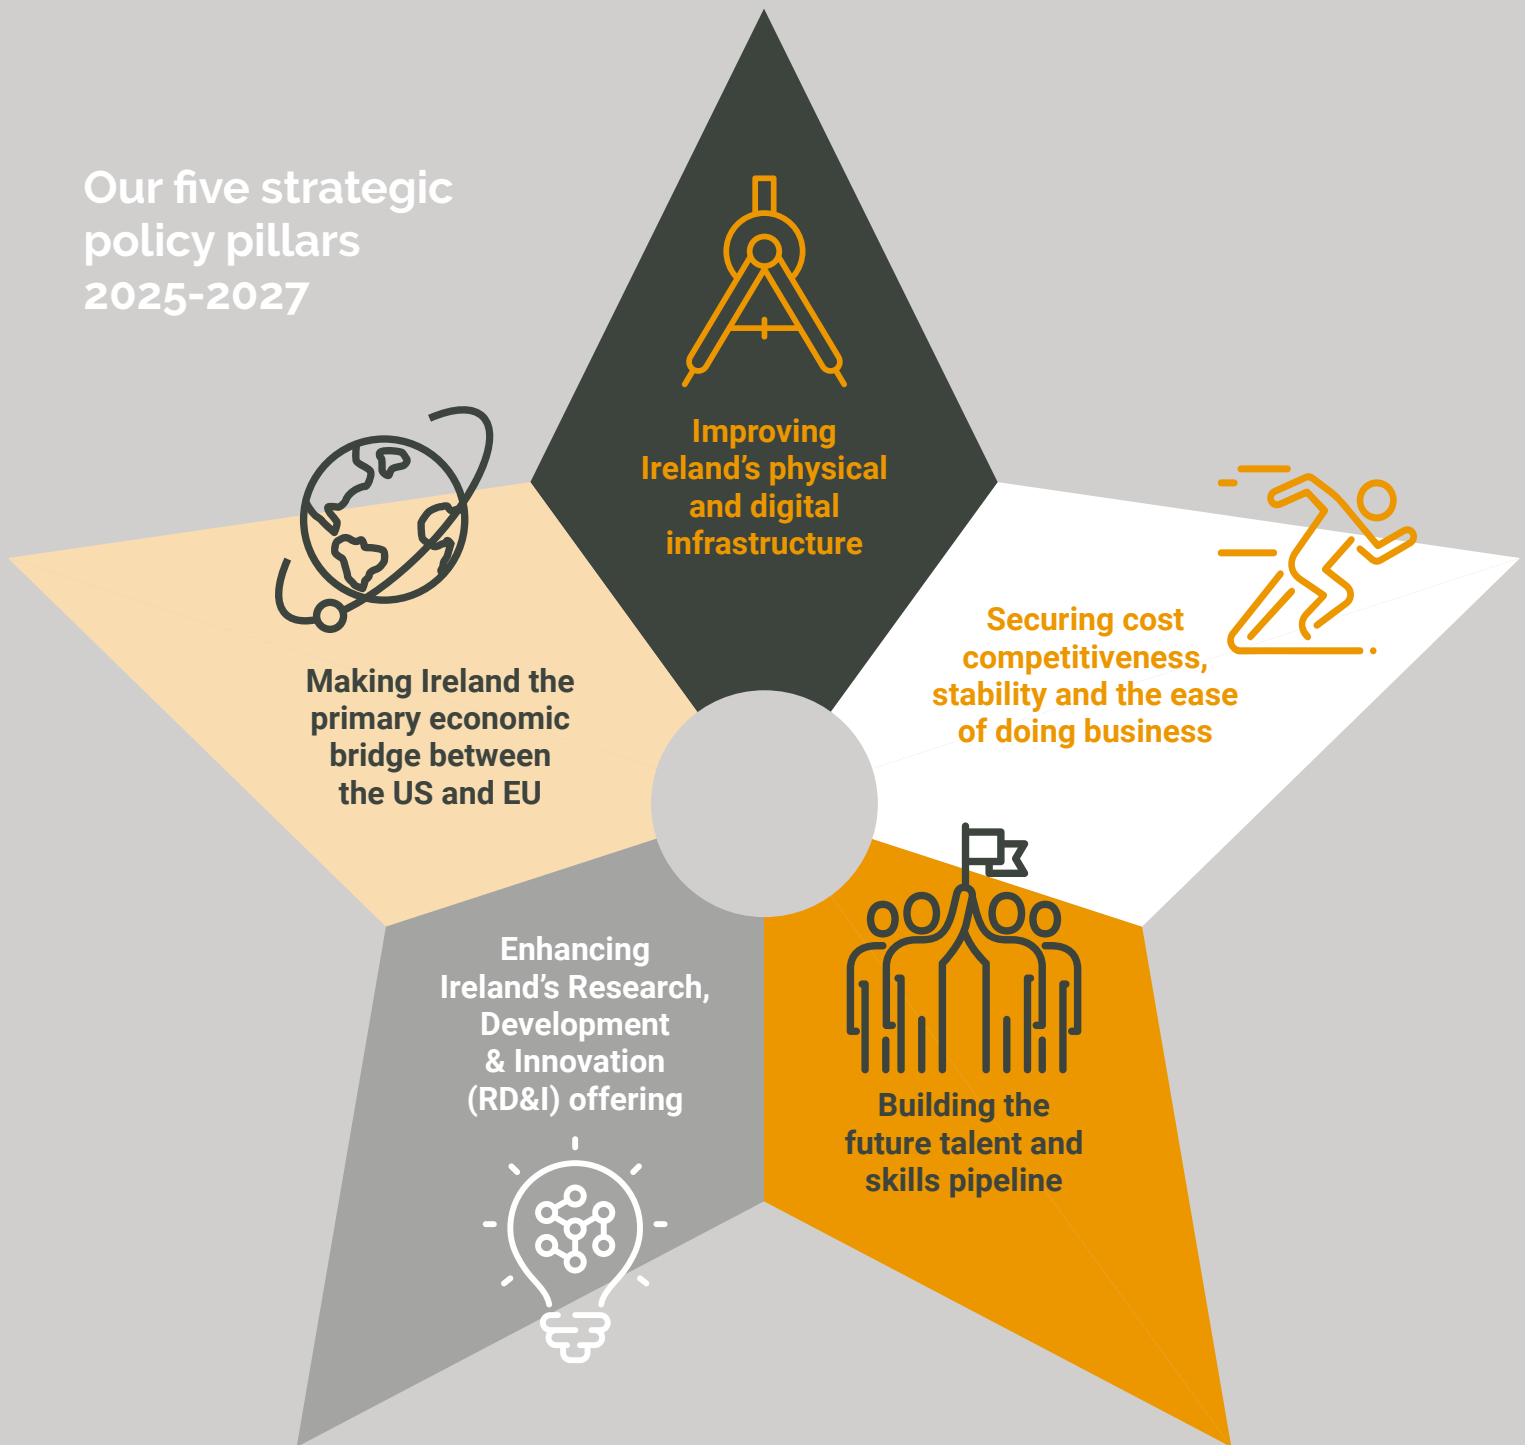 Our five strategic
policy pillars
2025-2027
Improving
Ireland’s physical
and digital
infrastructure
Securing cost
competitiveness,
stability and the ease
of doing business
Making Ireland the
primary economic
bridge between
the US and EU
Enhancing
Ireland’s Research,
Development
& Innovation
(RD&I) offering
Building the
future talent and
skills pipeline